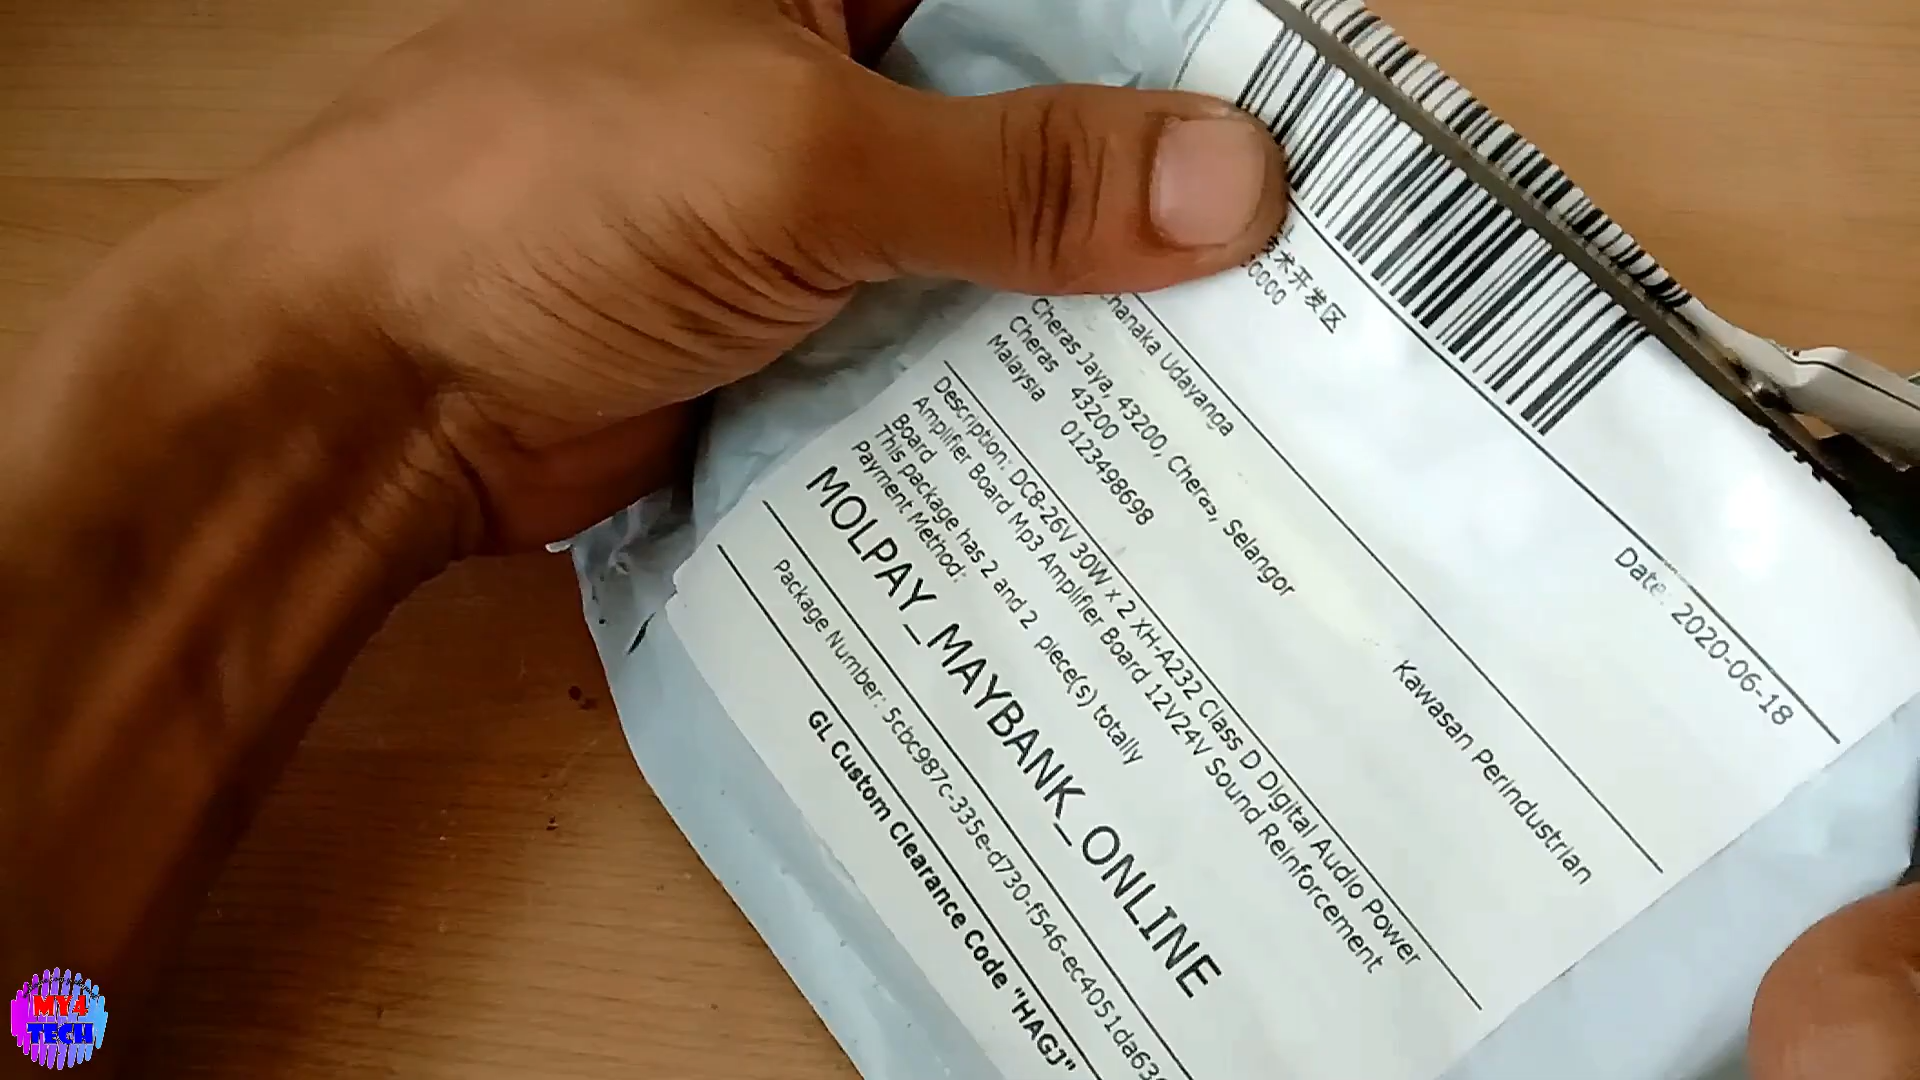 术开发区
0000
Date: 2020-06-18
Udayanga
Kawasan Perindustrian
Cheras Jaya, 43200, Cheras, Selangor
Cheras 43200
Malaysia 0123498698
Description: DC8-26V 30W x 2 XH-A232 Class D Digital Audio Power
Amplifier Board Mp3 Amplifier Board 12V24V Sound Reinforcement
Board
This package has 2 and 2 piece(s) totally
Payment Method:
MOLPAY_MAYBANK_ONLINE
Package Number: 5cbc987c-335e-d730-f546-ec4051da63
GL Custom Clearance Code "HAGJ"
MY4
TECH